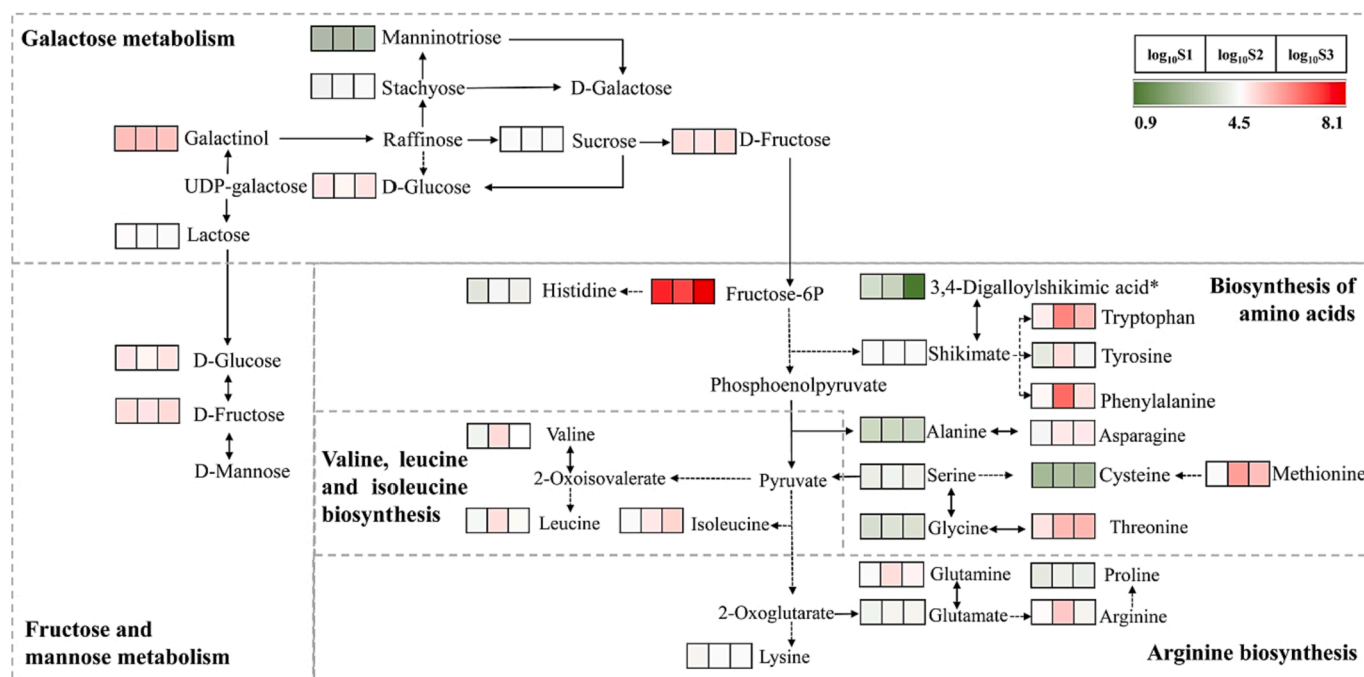 Galactose metabolism
Manninotriose
log₁₀S1 log₁₀S2 log₁₀S3
Stachyose
D-Galactose
0.9 4.5 8.1
Galactinol
Raffinose
Sucrose
D-Fructose
UDP-galactose
D-Glucose
Lactose
Histidine
Fructose-6P
3,4-Digalloylshikimic acid*
Biosynthesis of
amino acids
Tryptophan
D-Glucose
Shikimate
Tyrosine
Phosphoenolpyruvate
Phenylalanine
D-Fructose
Valine
Alanine
Asparagine
D-Mannose
Valine, leucine
and isoleucine
biosynthesis
2-Oxoisovalerate
Pyruvate
Serine
Cysteine
Methionine
Leucine
Isoleucine
Glycine
Threonine
Glutamine
Proline
2-Oxoglutarate
Glutamate
Arginine
Fructose and
mannose metabolism
Lysine
Arginine biosynthesis